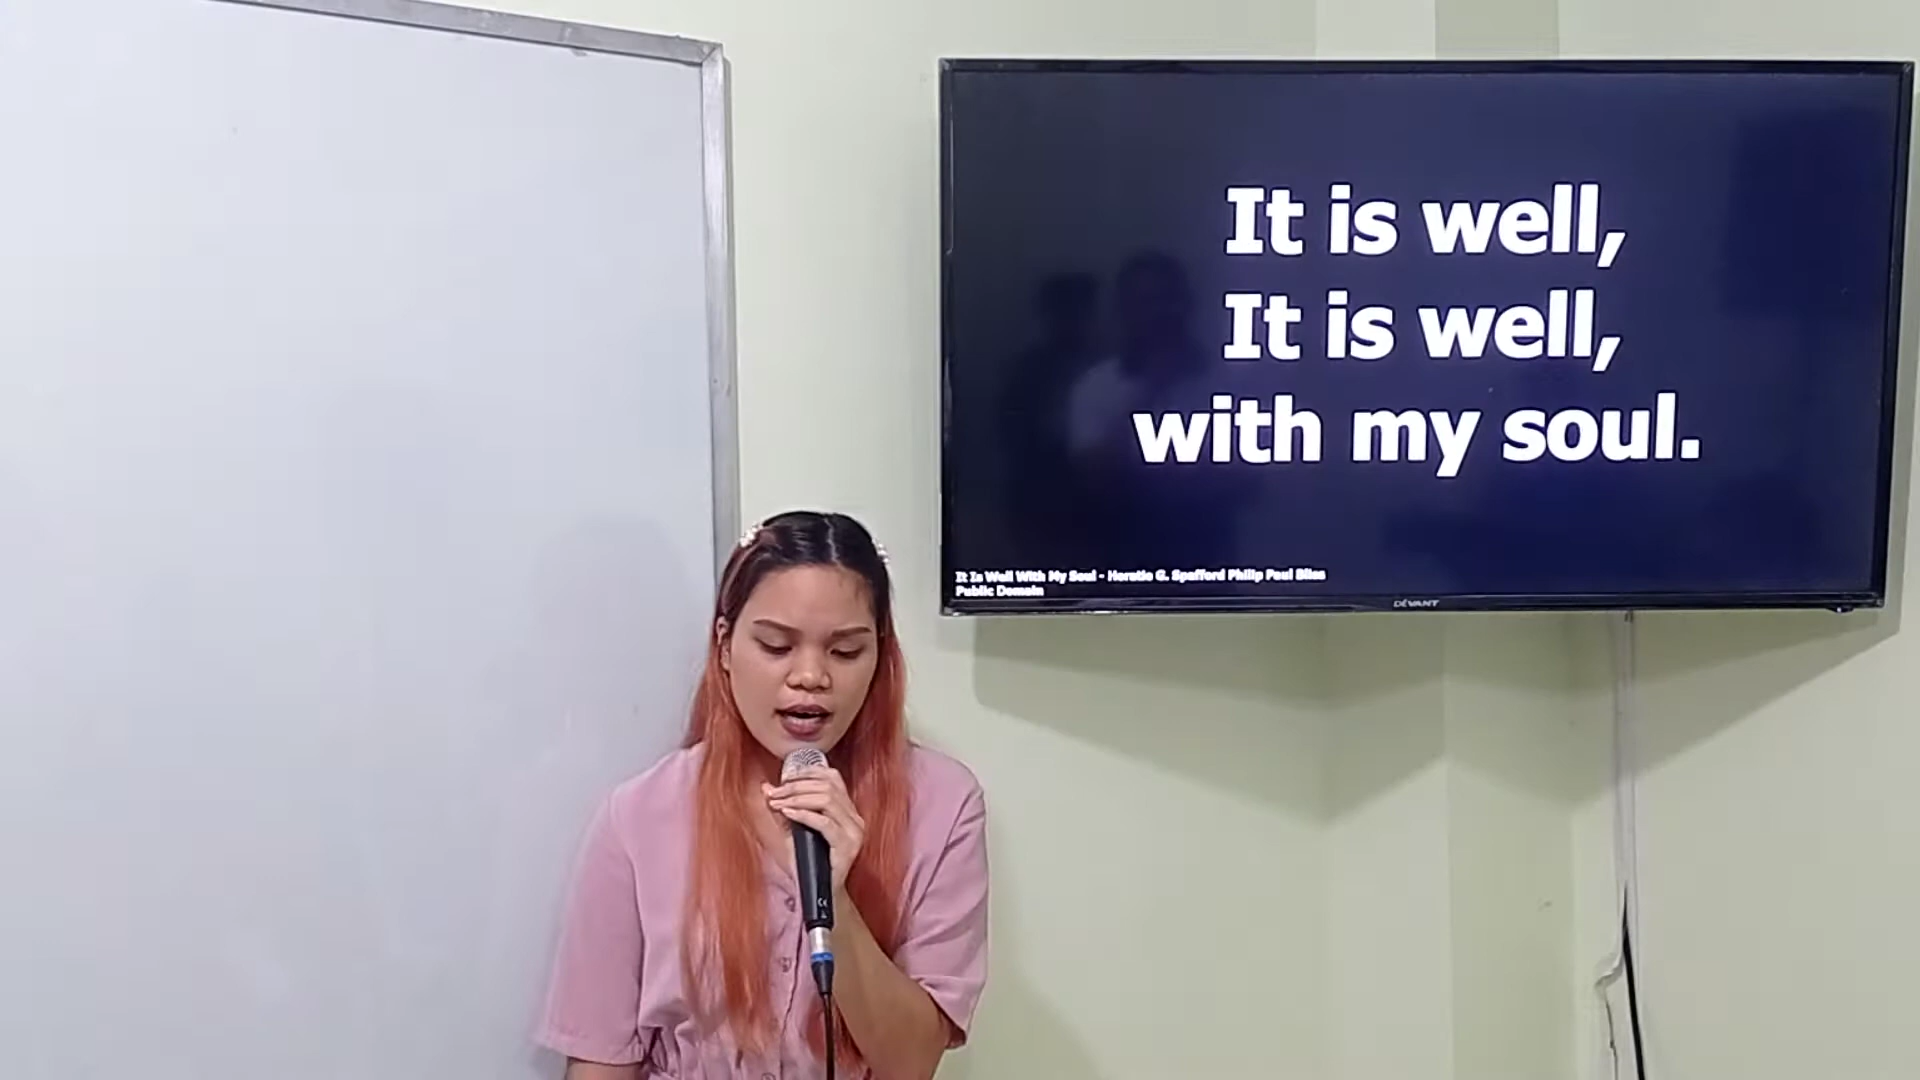 It is well,
It is well,
with my soul.
It Is Well With My Soul - Horatio G. Spafford Philip Paul Bliss
Public Domain
DEVANT
CE